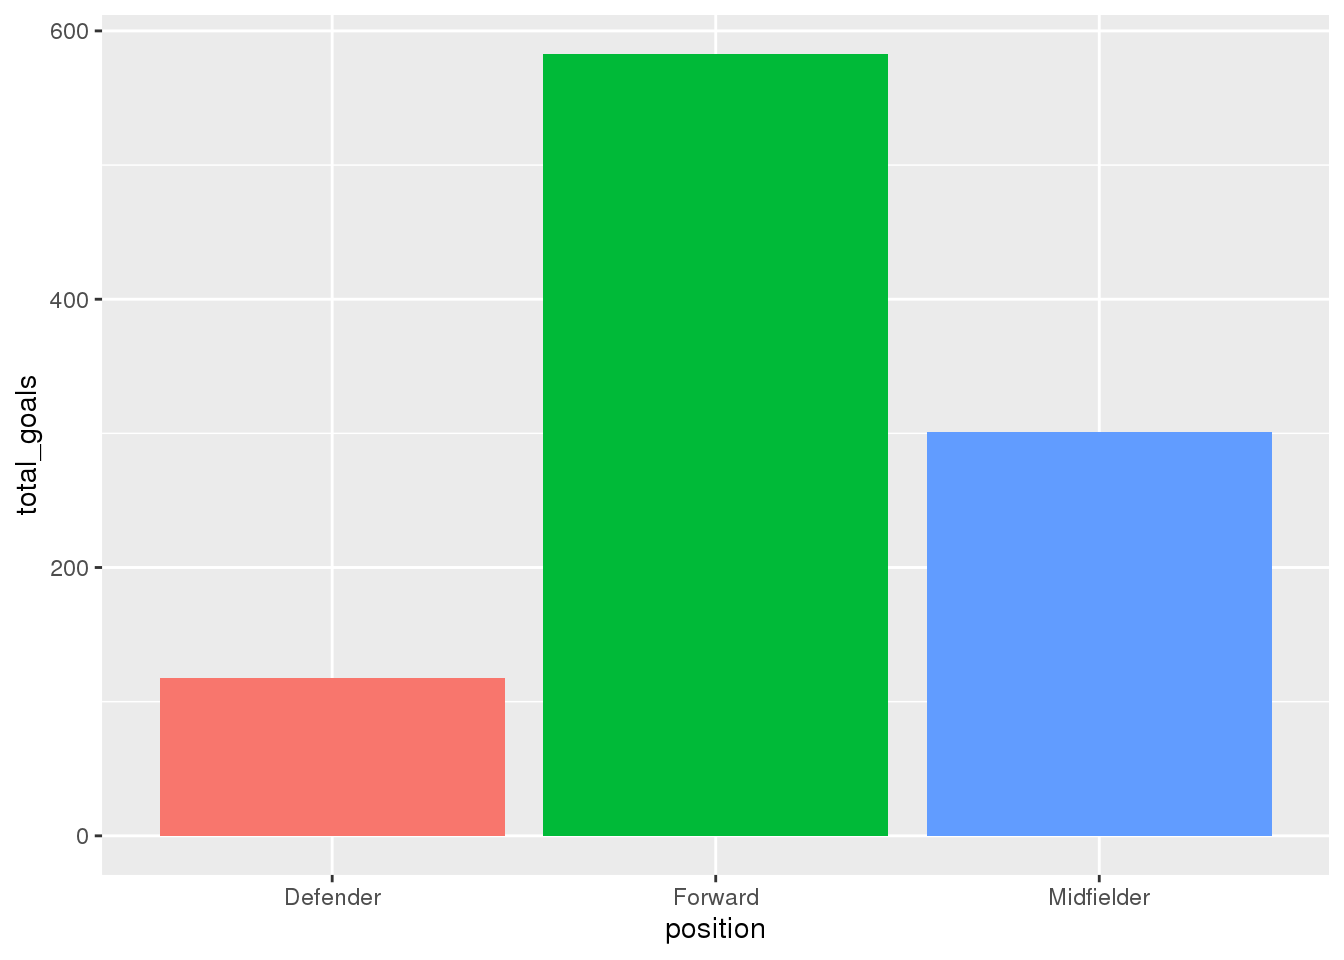 600
400
200
0
total_goals
Defender
Forward
Midfielder
position